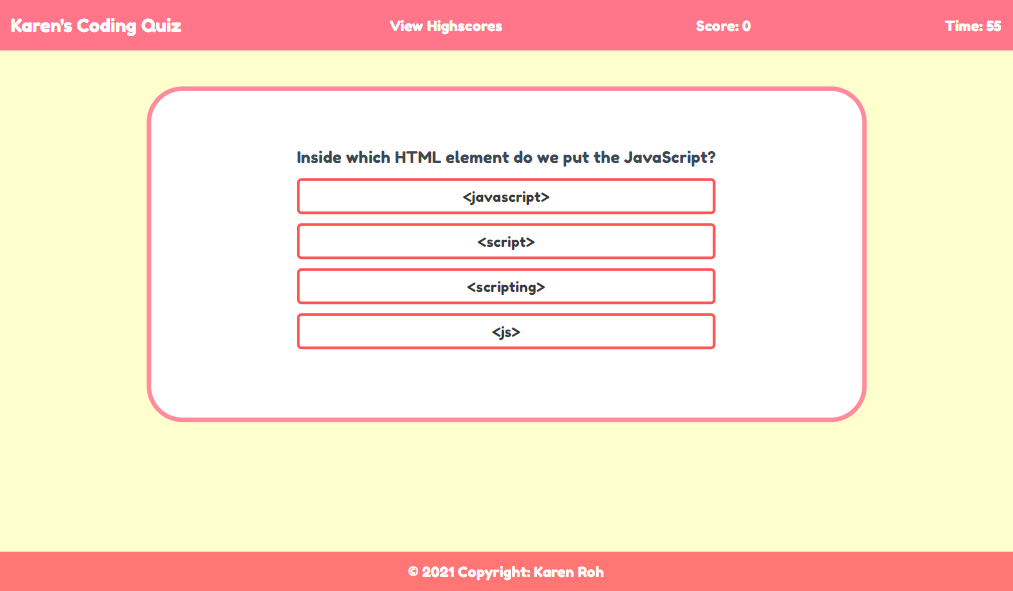 Karen's Coding Quiz
View Highscores
Score: 0
Time: 55
Inside which HTML element do we put the JavaScript?
<javascript>
<script>
<scripting>
<js>
© 2021 Copyright: Karen Roh